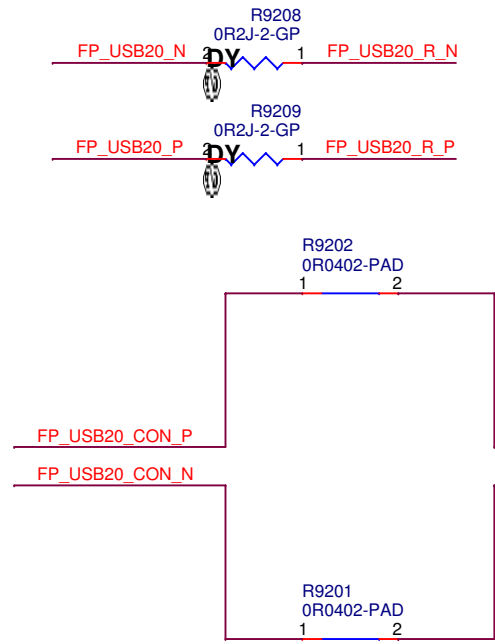 R9208
0R2J-2-GP
FP_USB20_N 2 DY 1 FP_USB20_R_N
R9209
0R2J-2-GP
FP_USB20_P 2 DY 1 FP_USB20_R_P
R9202
0R0402-PAD
1 2
FP_USB20_CON_P
FP_USB20_CON_N
R9201
0R0402-PAD
1 2